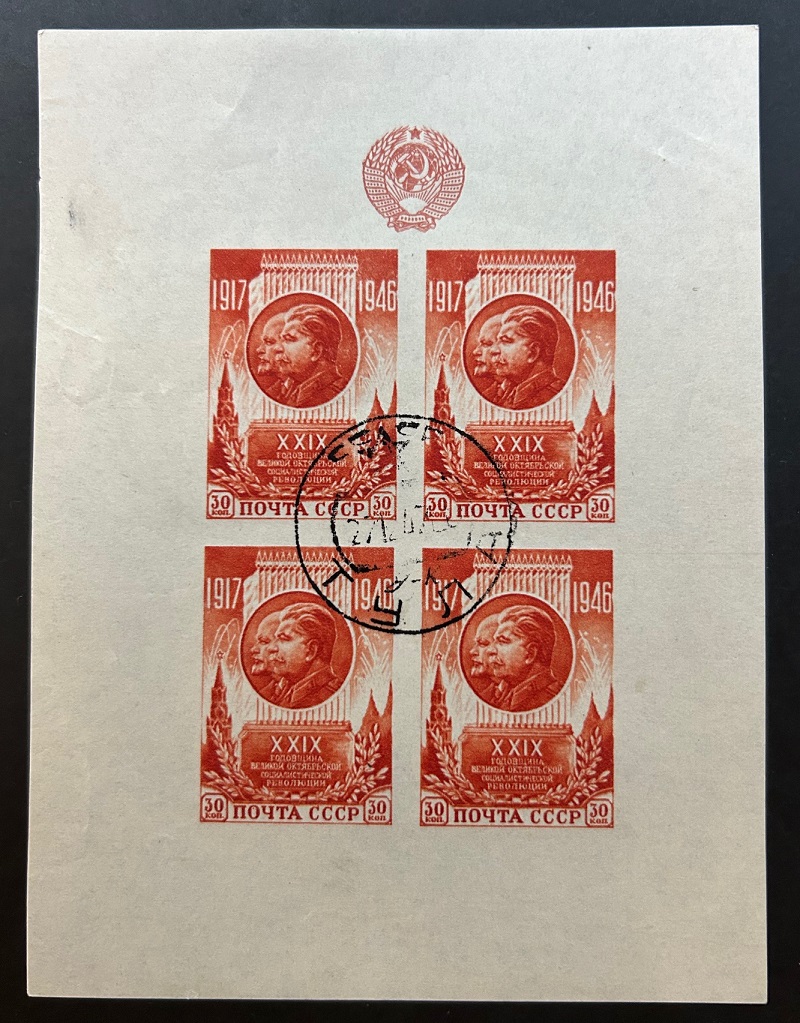 1917 1946
XXIX
ГОДОВЩИНА
ВЕЛИКОЙ ОКТЯБРЬСКОЙ
СОЦИАЛИСТИЧЕСКОЙ
РЕВОЛЮЦИИ
30 КОП. ПОЧТА СССР 30 КОП.
1917 1946
XXIX
ГОДОВЩИНА
ВЕЛИКОЙ ОКТЯБРЬСКОЙ
СОЦИАЛИСТИЧЕСКОЙ
РЕВОЛЮЦИИ
30 КОП. ПОЧТА СССР 30 КОП.
1917 1946
XXIX
ГОДОВЩИНА
ВЕЛИКОЙ ОКТЯБРЬСКОЙ
СОЦИАЛИСТИЧЕСКОЙ
РЕВОЛЮЦИИ
30 КОП. ПОЧТА СССР 30 КОП.
1917 1946
XXIX
ГОДОВЩИНА
ВЕЛИКОЙ ОКТЯБРЬСКОЙ
СОЦИАЛИСТИЧЕСКОЙ
РЕВОЛЮЦИИ
30 КОП. ПОЧТА СССР 30 КОП.